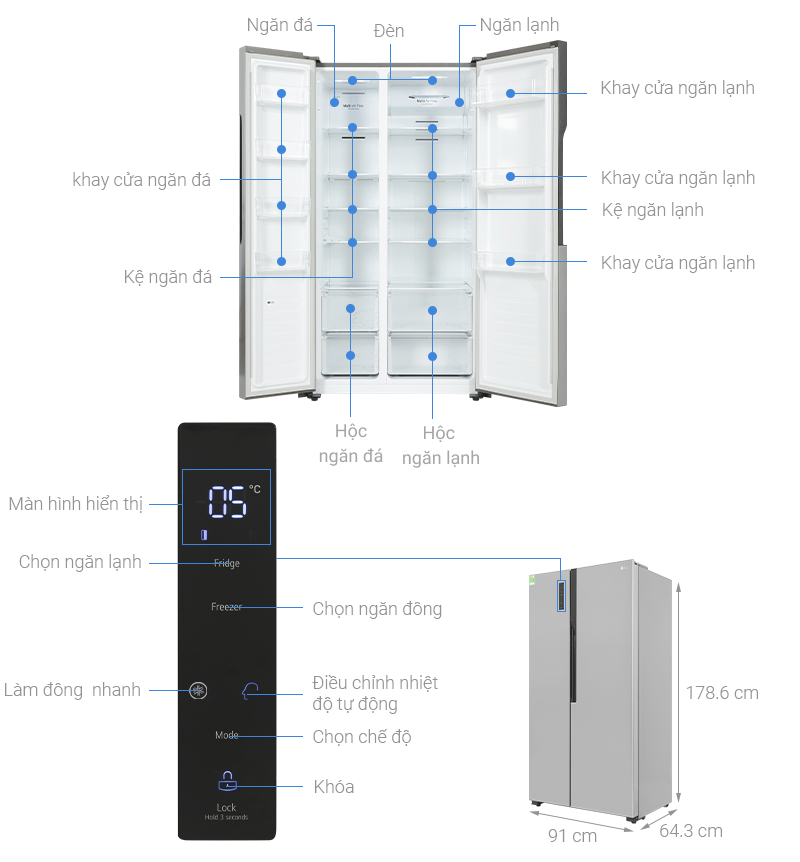 Ngăn đá
Đèn
Ngăn lạnh
Khay cửa ngăn lạnh
khay cửa ngăn đá
Khay cửa ngăn lạnh
Kệ ngăn lạnh
Khay cửa ngăn lạnh
Kệ ngăn đá
Hộc
ngăn đá
Hộc
ngăn lạnh
Màn hình hiển thị
05 °C
Chọn ngăn lạnh
Fridge
Freezer
Chọn ngăn đông
Làm đông nhanh
Điều chỉnh nhiệt
độ tự động
Mode
Chọn chế độ
Khóa
Lock
Hold 3 seconds
178.6 cm
91 cm
64.3 cm